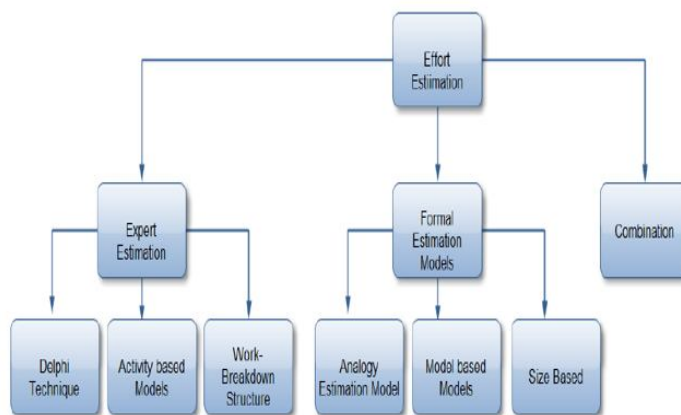 Effort
Estiimation
Expert
Estimation
Formal
Estimation
Models
Combination
Delphi
Technique
Activity based
Models
Work-
Breakdown
Structure
Analogy
Estimation Model
Model based
Models
Size Based